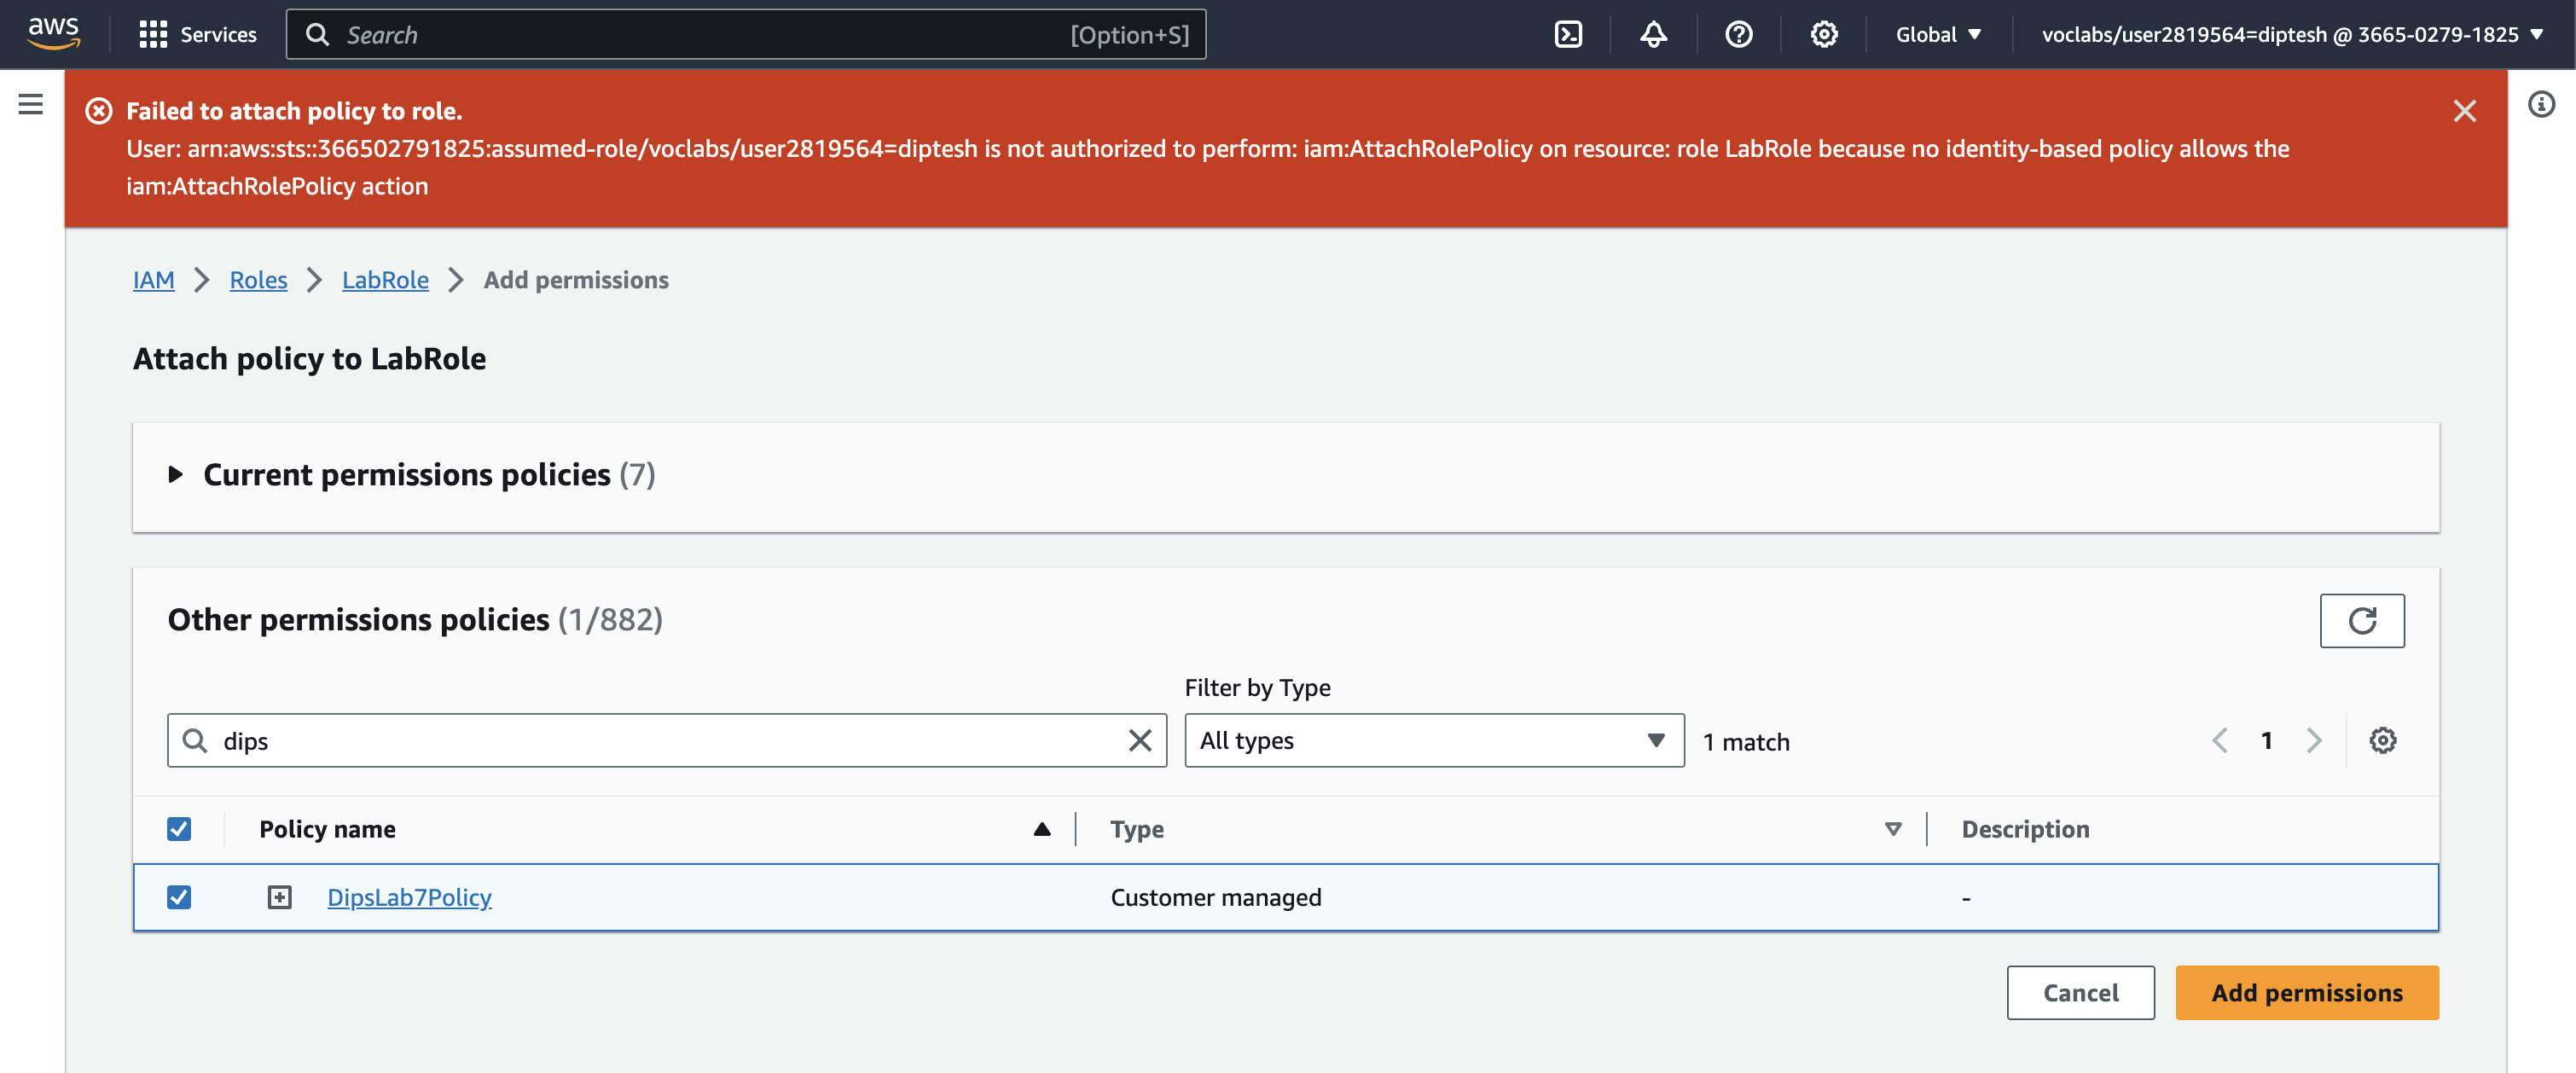 aws
Services
Search
[Option+S]
Global
voclabs/user2819564=diptesh @ 3665-0279-1825
Failed to attach policy to role.
User: arn:aws:sts::366502791825:assumed-role/voclabs/user2819564=diptesh is not authorized to perform: iam:AttachRolePolicy on resource: role LabRole because no identity-based policy allows the
iam:AttachRolePolicy action
IAM
Roles
LabRole
Add permissions
Attach policy to LabRole
Current permissions policies (7)
Other permissions policies (1/882)
Filter by Type
dips
All types
1 match
1
Policy name
Type
Description
DipsLab7Policy
Customer managed
-
Cancel
Add permissions